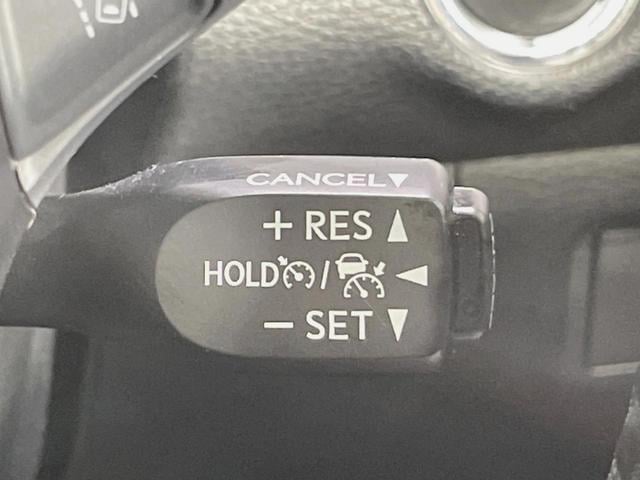 CANCEL▼
+ RES ▲
HOLD / ◀
− SET ▼